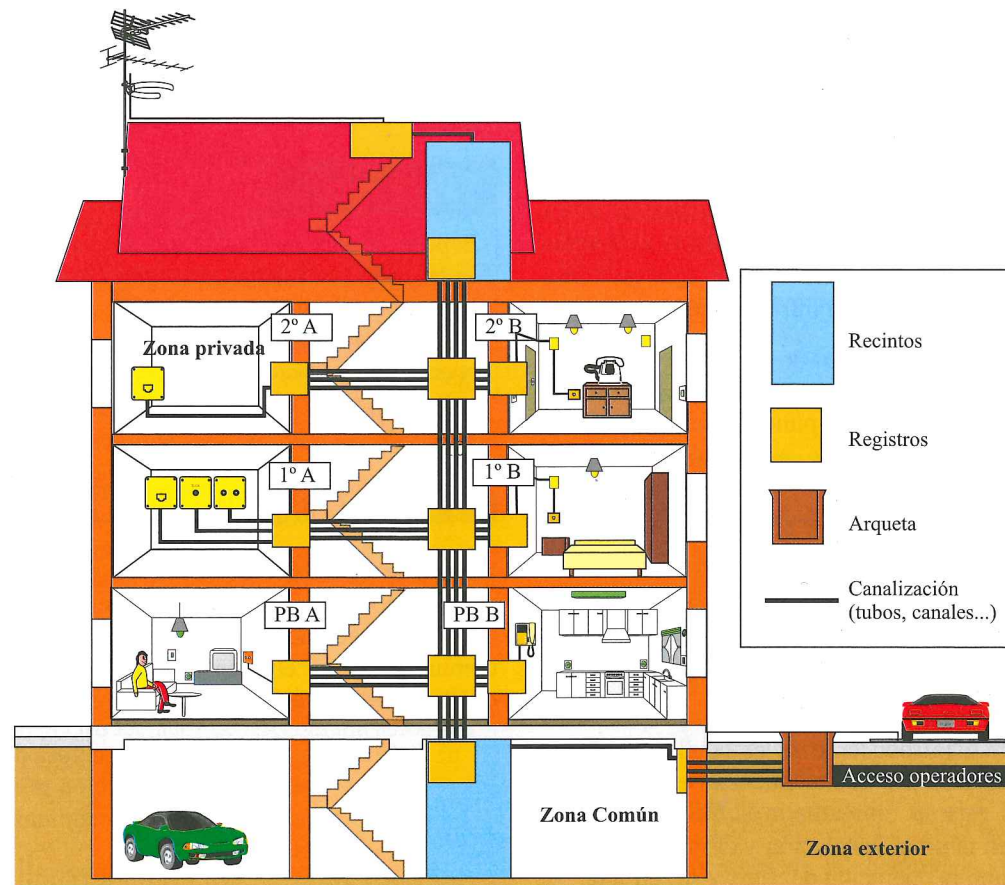 2º A
2º B
Zona privada
1º A
1º B
PB A
PB B
Zona Común
Recintos
Registros
Arqueta
Canalización
(tubos, canales...)
Acceso operadores
Zona exterior